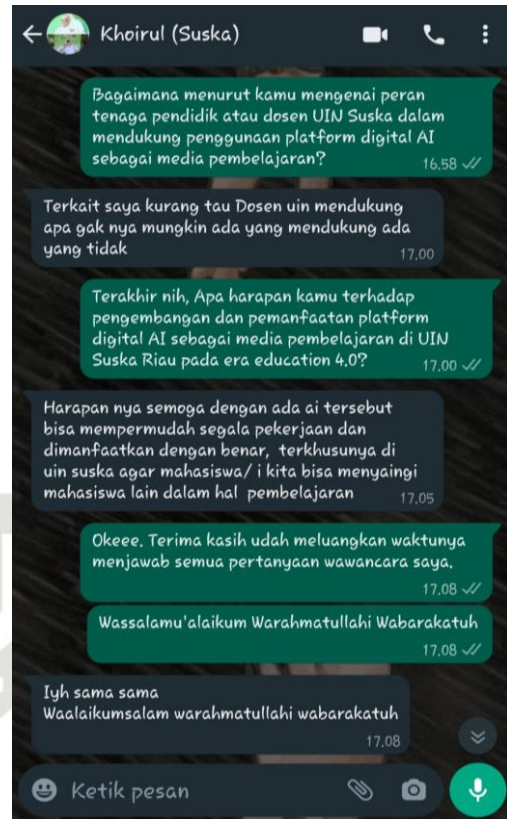 Khoirul (Suska)
Bagaimana menurut kamu mengenai peran
tenaga pendidik atau dosen UIN Suska dalam
mendukung penggunaan platform digital AI
sebagai media pembelajaran?
16.58
Terkait saya kurang tau Dosen uin mendukung
apa gak nya mungkin ada yang mendukung ada
yang tidak
17.00
Terakhir nih, Apa harapan kamu terhadap
pengembangan dan pemanfaatan platform
digital AI sebagai media pembelajaran di UIN
Suska Riau pada era education 4.0?
17.00
Harapan nya semoga dengan ada ai tersebut
bisa mempermudah segala pekerjaan dan
dimanfaatkan dengan benar, terkhusunya di
uin suska agar mahasiswa/ i kita bisa menyaingi
mahasiswa lain dalam hal pembelajaran
17.05
Okeee. Terima kasih udah meluangkan waktunya
menjawab semua pertanyaan wawancara saya.
17.08
Wassalamu'alaikum Warahmatullahi Wabarakatuh
17.08
Iyh sama sama
Waalaikumsalam warahmatullahi wabarakatuh
17.08
Ketik pesan